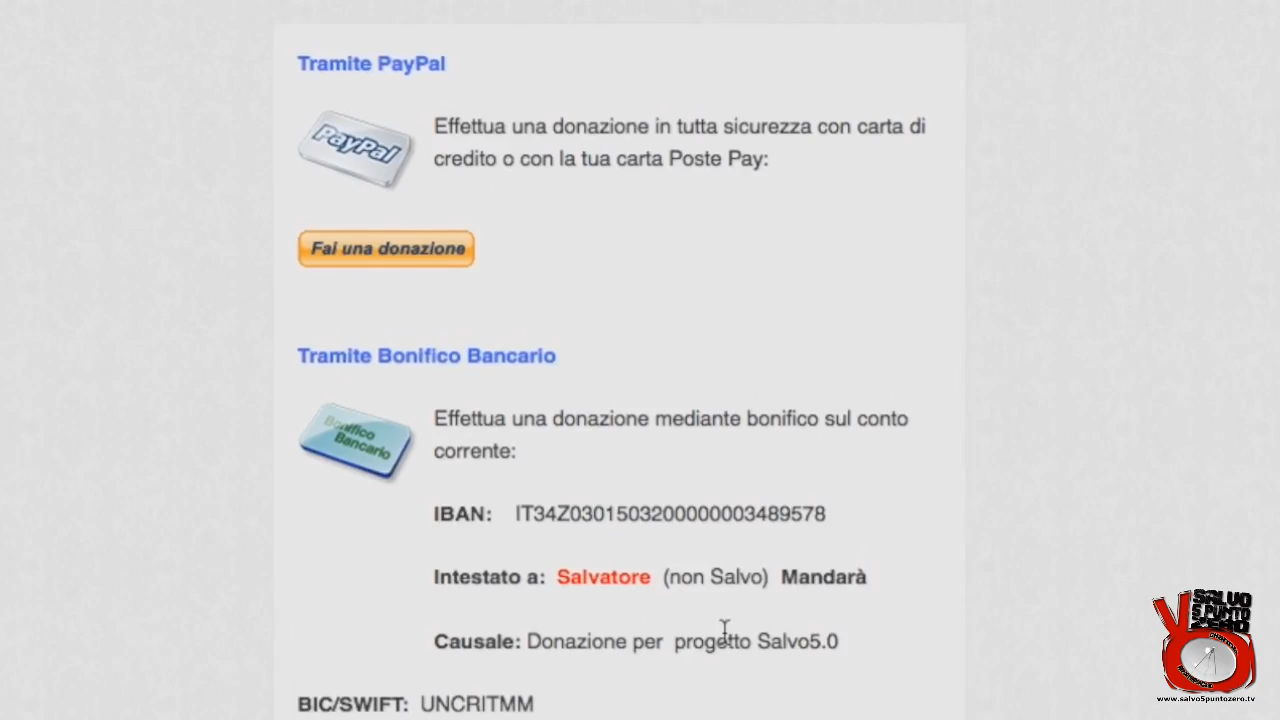 Tramite PayPal
PayPal
Effettua una donazione in tutta sicurezza con carta di
credito o con la tua carta Poste Pay:
Fai una donazione
Tramite Bonifico Bancario
Bonifico
Bancario
Effettua una donazione mediante bonifico sul conto
corrente:
IBAN: IT34Z0301503200000003489578
Intestato a: Salvatore (non Salvo) Mandarà
Causale: Donazione per progetto Salvo5.0
BIC/SWIFT: UNCRITMM
SALVO
5 PUNTO
ZERO
www.salvo5puntozero.tv